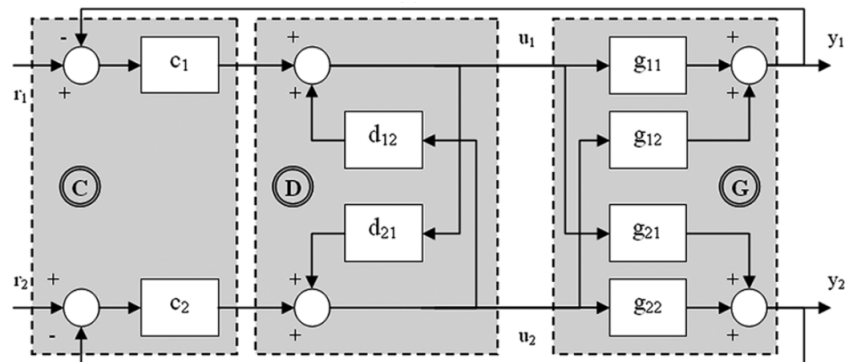 - + u₁ + y₁
c₁ g₁₁
r₁ + + +
d₁₂ g₁₂
C D G
d₂₁ g₂₁
r₂ + + + y₂
c₂ g₂₂
- + u₂ +